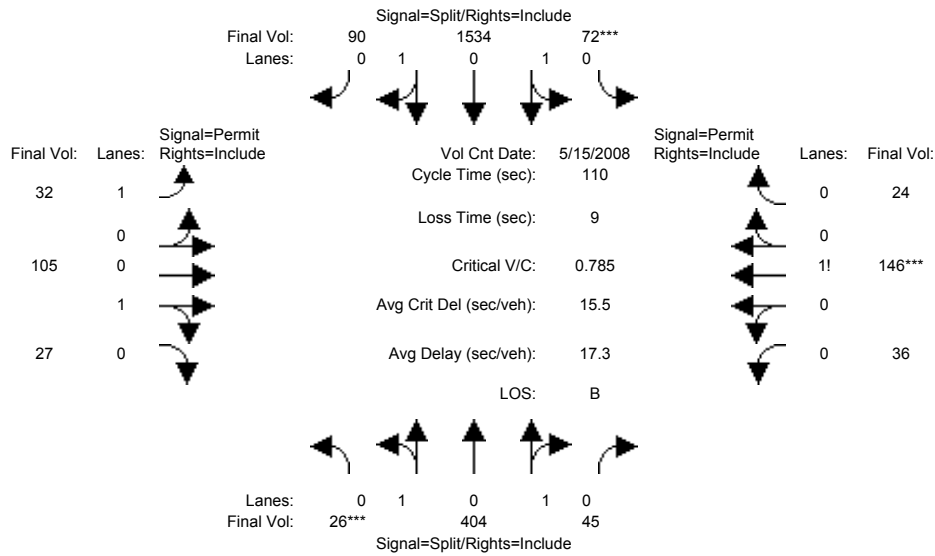 Signal=Split/Rights=Include
Final Vol: 90 1534 72***
Lanes: 0 1 0 1 0
Signal=Permit
Final Vol: Lanes: Rights=Include
Vol Cnt Date: 5/15/2008
Signal=Permit
Rights=Include Lanes: Final Vol:
Cycle Time (sec): 110
32 1
0 24
Loss Time (sec): 9
0
0
105 0
Critical V/C: 0.785
1! 146***
1
Avg Crit Del (sec/veh): 15.5
0
27 0
Avg Delay (sec/veh): 17.3
0 36
LOS: B
Lanes: 0 1 0 1 0
Final Vol: 26*** 404 45
Signal=Split/Rights=Include